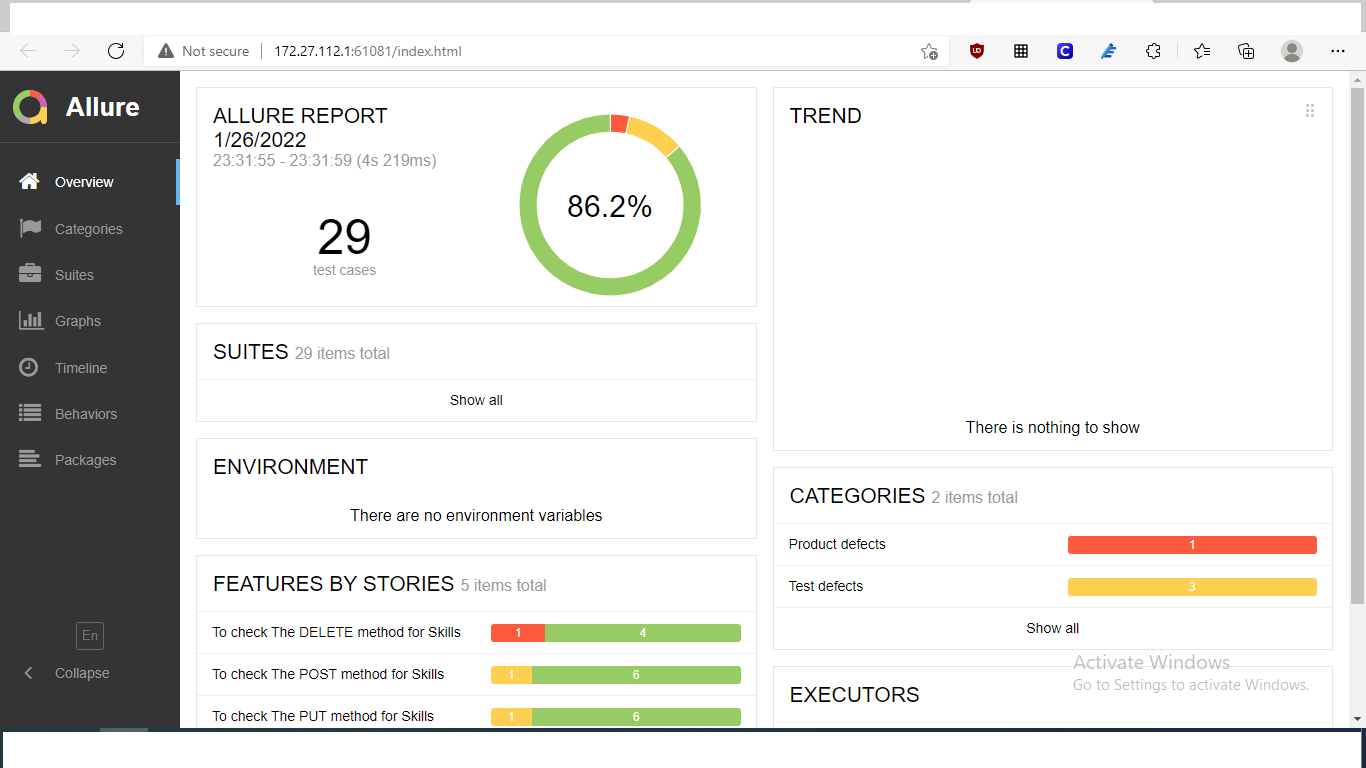 Not secure
172.27.112.1:61081/index.html
Allure
Overview
Categories
Suites
Graphs
Timeline
Behaviors
Packages
En
Collapse
ALLURE REPORT
1/26/2022
23:31:55 - 23:31:59 (4s 219ms)
29
test cases
86.2%
SUITES 29 items total
Show all
ENVIRONMENT
There are no environment variables
FEATURES BY STORIES 5 items total
To check The DELETE method for Skills 1 4
To check The POST method for Skills 1 6
To check The PUT method for Skills 1 6
TREND
There is nothing to show
CATEGORIES 2 items total
Product defects 1
Test defects 3
Show all
EXECUTORS
Activate Windows
Go to Settings to activate Windows.